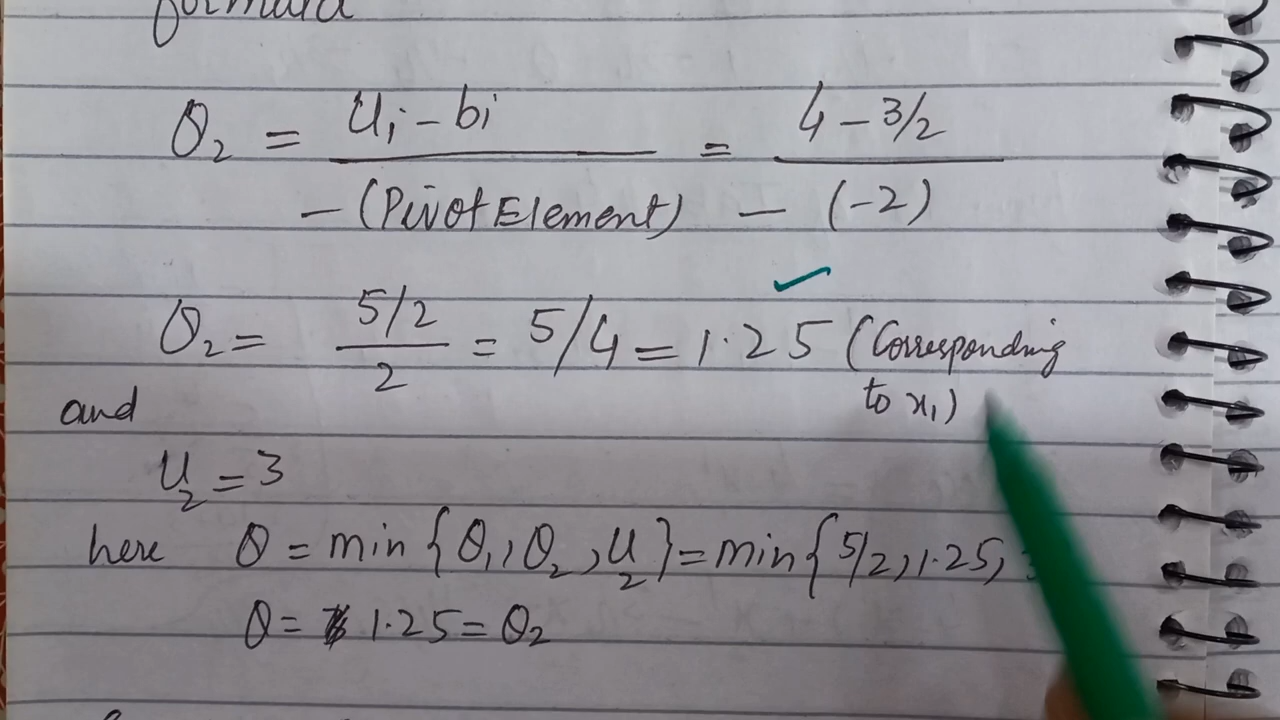 formula
θ₂ = (uᵢ – bᵢ) / –(Pivot Element) = (4 – 3/2) / –(-2)
θ₂ = (5/2) / 2 = 5/4 = 1.25 (Corresponding
to x₁)
and
u₂ = 3
here θ = min {θ₁, θ₂, u₂} = min {5/2, 1.25,
θ = 1.25 = θ₂